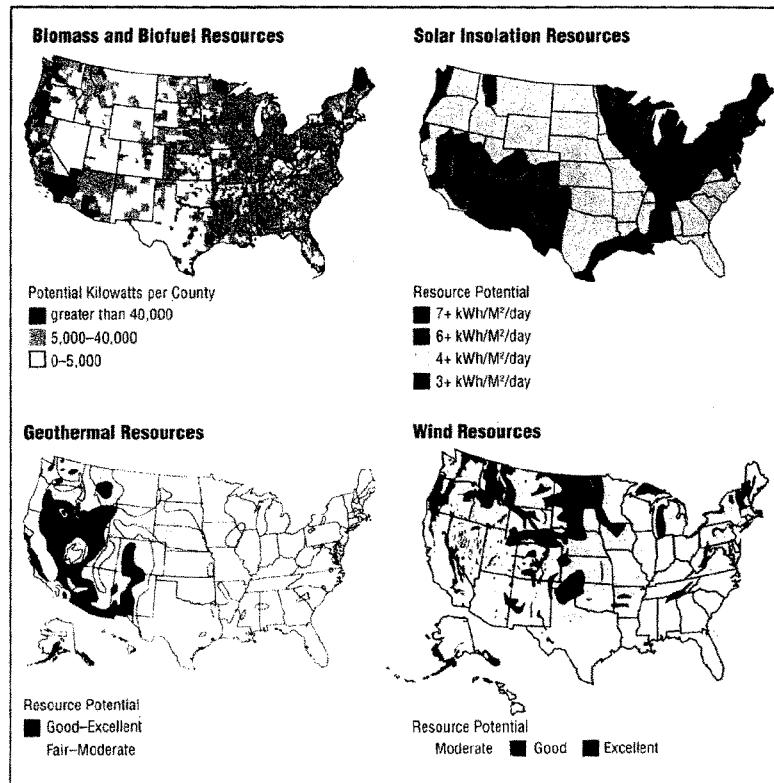 Biomass and Biofuel Resources
Potential Kilowatts per County
greater than 40,000
5,000–40,000
0–5,000
Solar Insolation Resources
Resource Potential
7+ kWh/M²/day
6+ kWh/M²/day
4+ kWh/M²/day
3+ kWh/M²/day
Geothermal Resources
Resource Potential
Good–Excellent
Fair–Moderate
Wind Resources
Resource Potential
Moderate Good Excellent